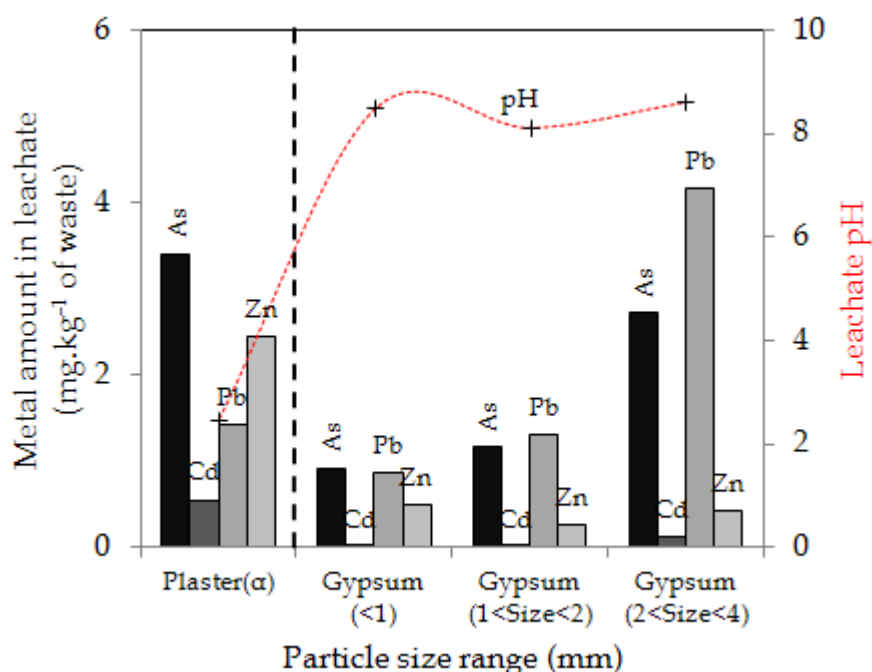 Metal amount in leachate
(mg.kg⁻¹ of waste)
6
4
2
0
10
8
6
4
2
0
Leachate pH
pH
As
Cd
Pb
Zn
As
Cd
Pb
Zn
As
Cd
Pb
Zn
As
Cd
Pb
Zn
Plaster(α)
Gypsum
(<1)
Gypsum
(1<Size<2)
Gypsum
(2<Size<4)
Particle size range (mm)